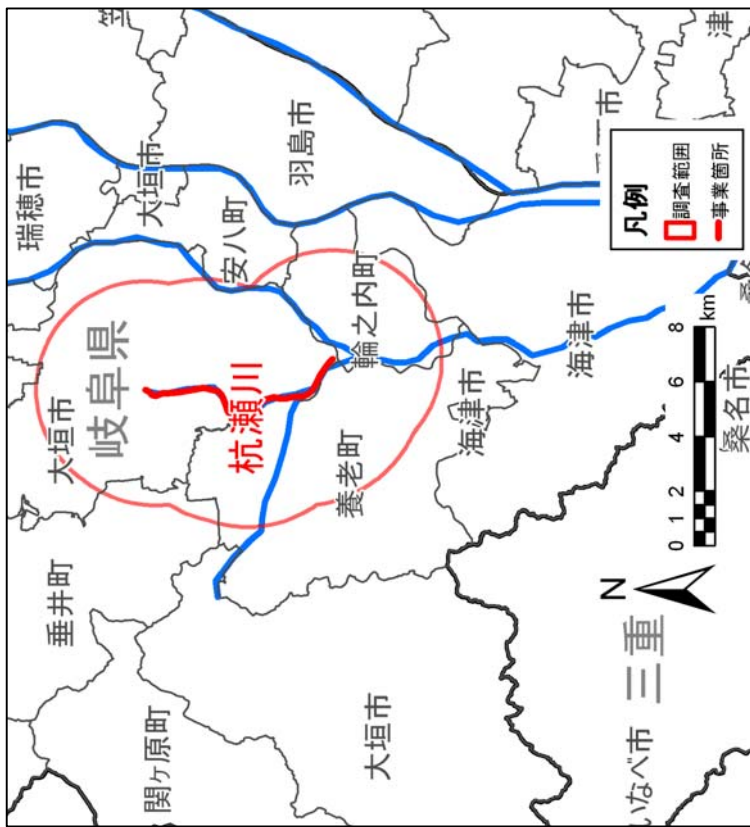 瑞穂市
大垣市
羽島市
安八町
岐阜県
大垣市
垂井町
関ヶ原町
杭瀬川
輪之内町
養老町
大垣市
海津市
海津市
桑名市
三重
いなべ市
N
0 1 2 4 6 8
km
凡例
調査範囲
事業箇所